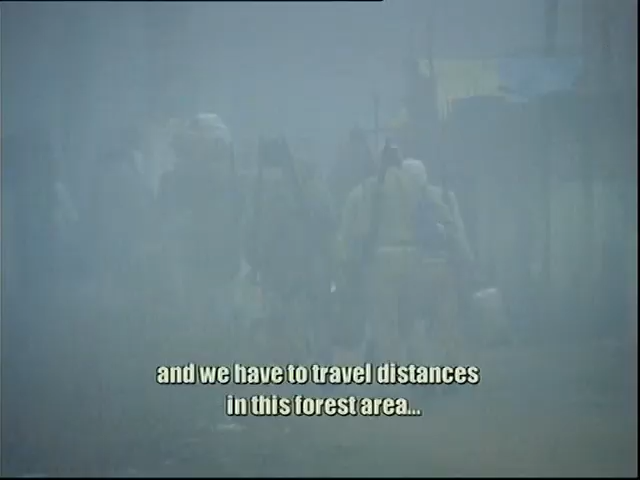 and we have to travel distances
in this forest area...